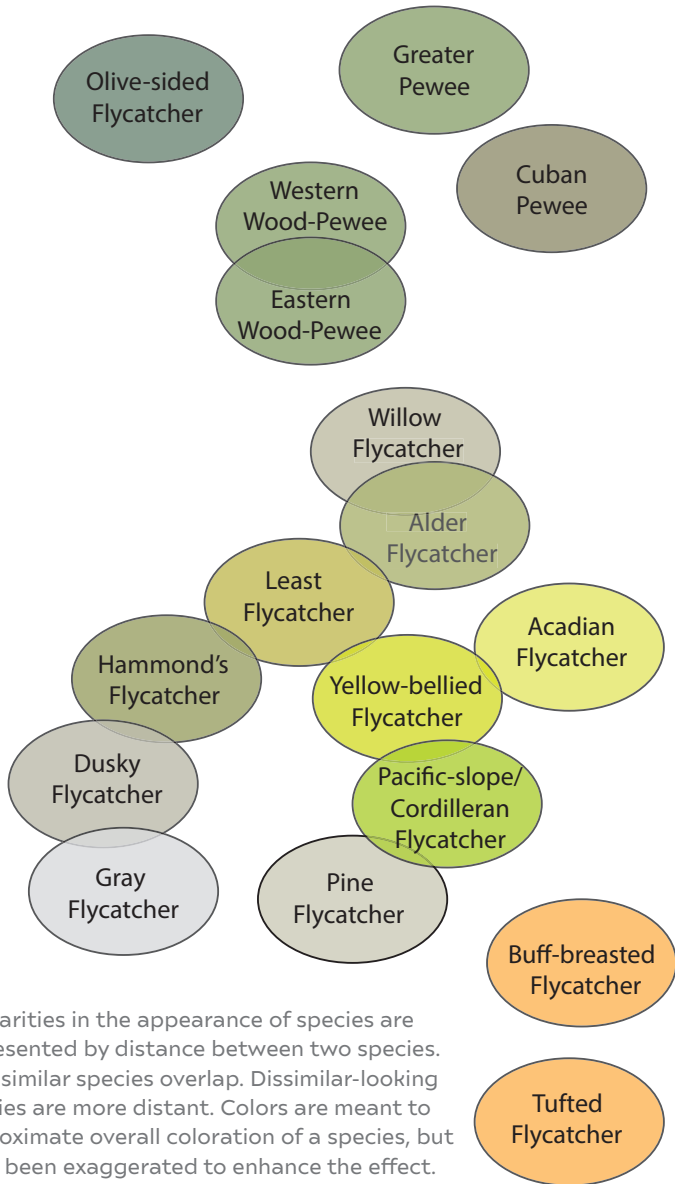 Olive-sided
Flycatcher
Greater
Pewee
Cuban
Pewee
Western
Wood-Pewee
Eastern
Wood-Pewee
Willow
Flycatcher
Alder
Flycatcher
Least
Flycatcher
Acadian
Flycatcher
Hammond's
Flycatcher
Yellow-bellied
Flycatcher
Dusky
Flycatcher
Pacific-slope/
Cordilleran
Flycatcher
Gray
Flycatcher
Pine
Flycatcher
Buff-breasted
Flycatcher
Tufted
Flycatcher
arities in the appearance of species are
esented by distance between two species.
similar species overlap. Dissimilar-looking
ies are more distant. Colors are meant to
oximate overall coloration of a species, but
been exaggerated to enhance the effect.